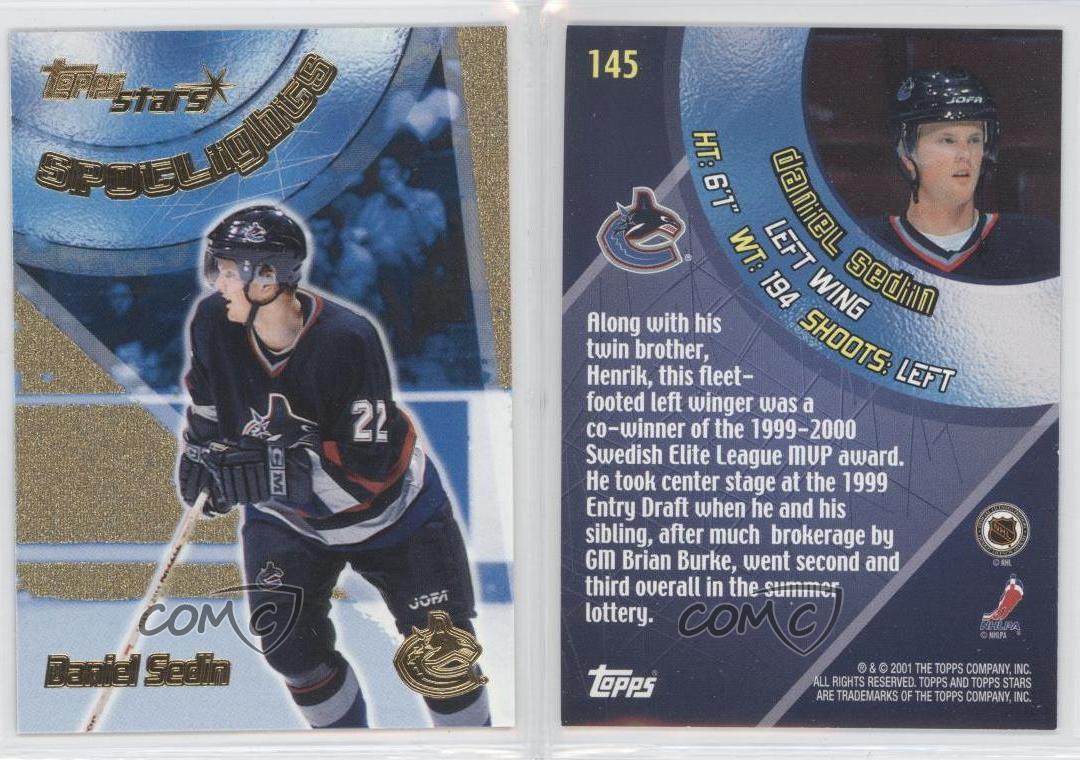 Topps
stars
SPOTLights
22
CCM
JOFA
Daniel Sedin
COMC
145
JOFA
Daniel Sedin
LEFT WING
HT: 6'1" WT: 194 SHOOTS: LEFT
Along with his
twin brother,
Henrik, this fleet-
footed left winger was a
co-winner of the 1999-2000
Swedish Elite League MVP award.
He took center stage at the 1999
Entry Draft when he and his
sibling, after much brokerage by
GM Brian Burke, went second and
third overall in the summer
lottery.
COMC
NHL
© NHL
NHLPA
© NHLPA
Topps®
® & © 2001 THE TOPPS COMPANY, INC.
ALL RIGHTS RESERVED. TOPPS AND TOPPS STARS
ARE TRADEMARKS OF THE TOPPS COMPANY, INC.